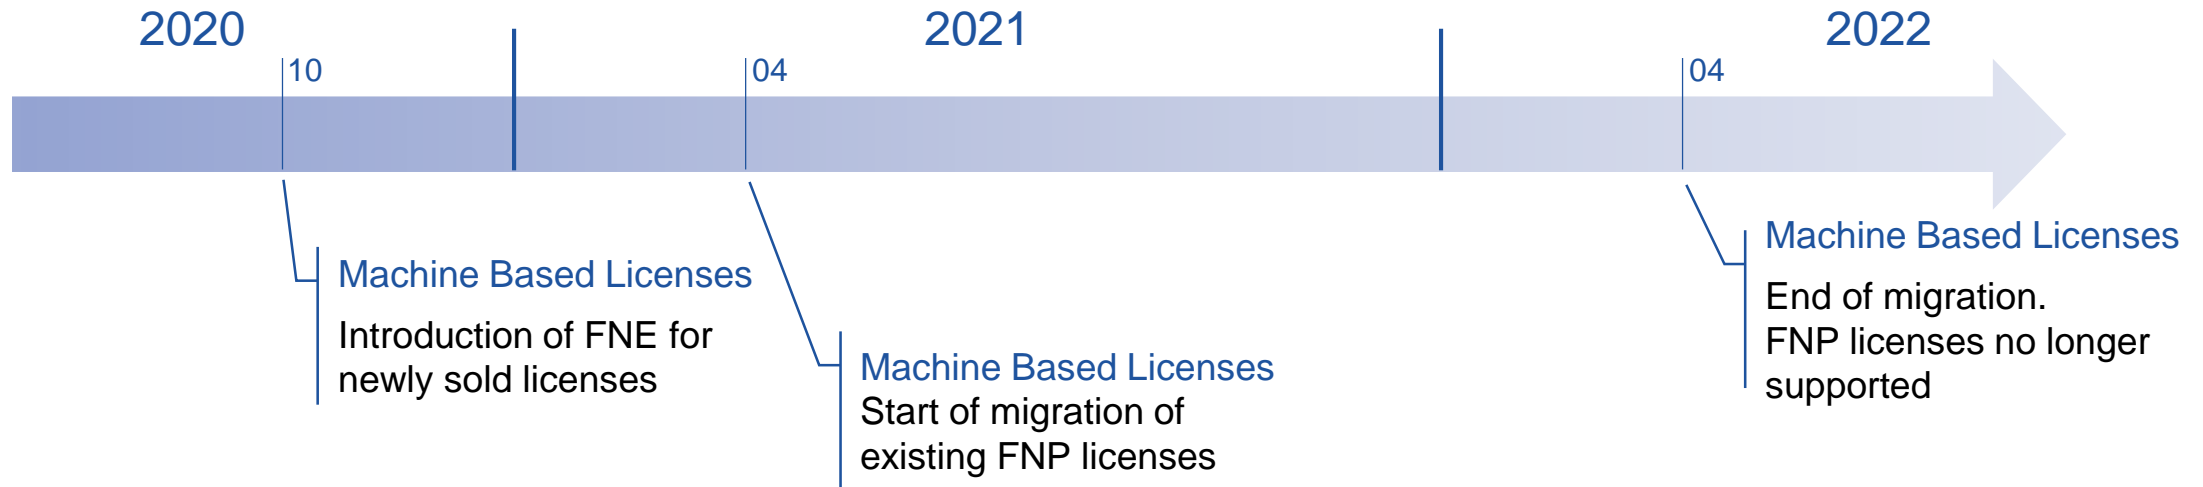 2020
2021
2022
10
04
04
Machine Based Licenses
Introduction of FNE for
newly sold licenses
Machine Based Licenses
Start of migration of
existing FNP licenses
Machine Based Licenses
End of migration.
FNP licenses no longer
supported